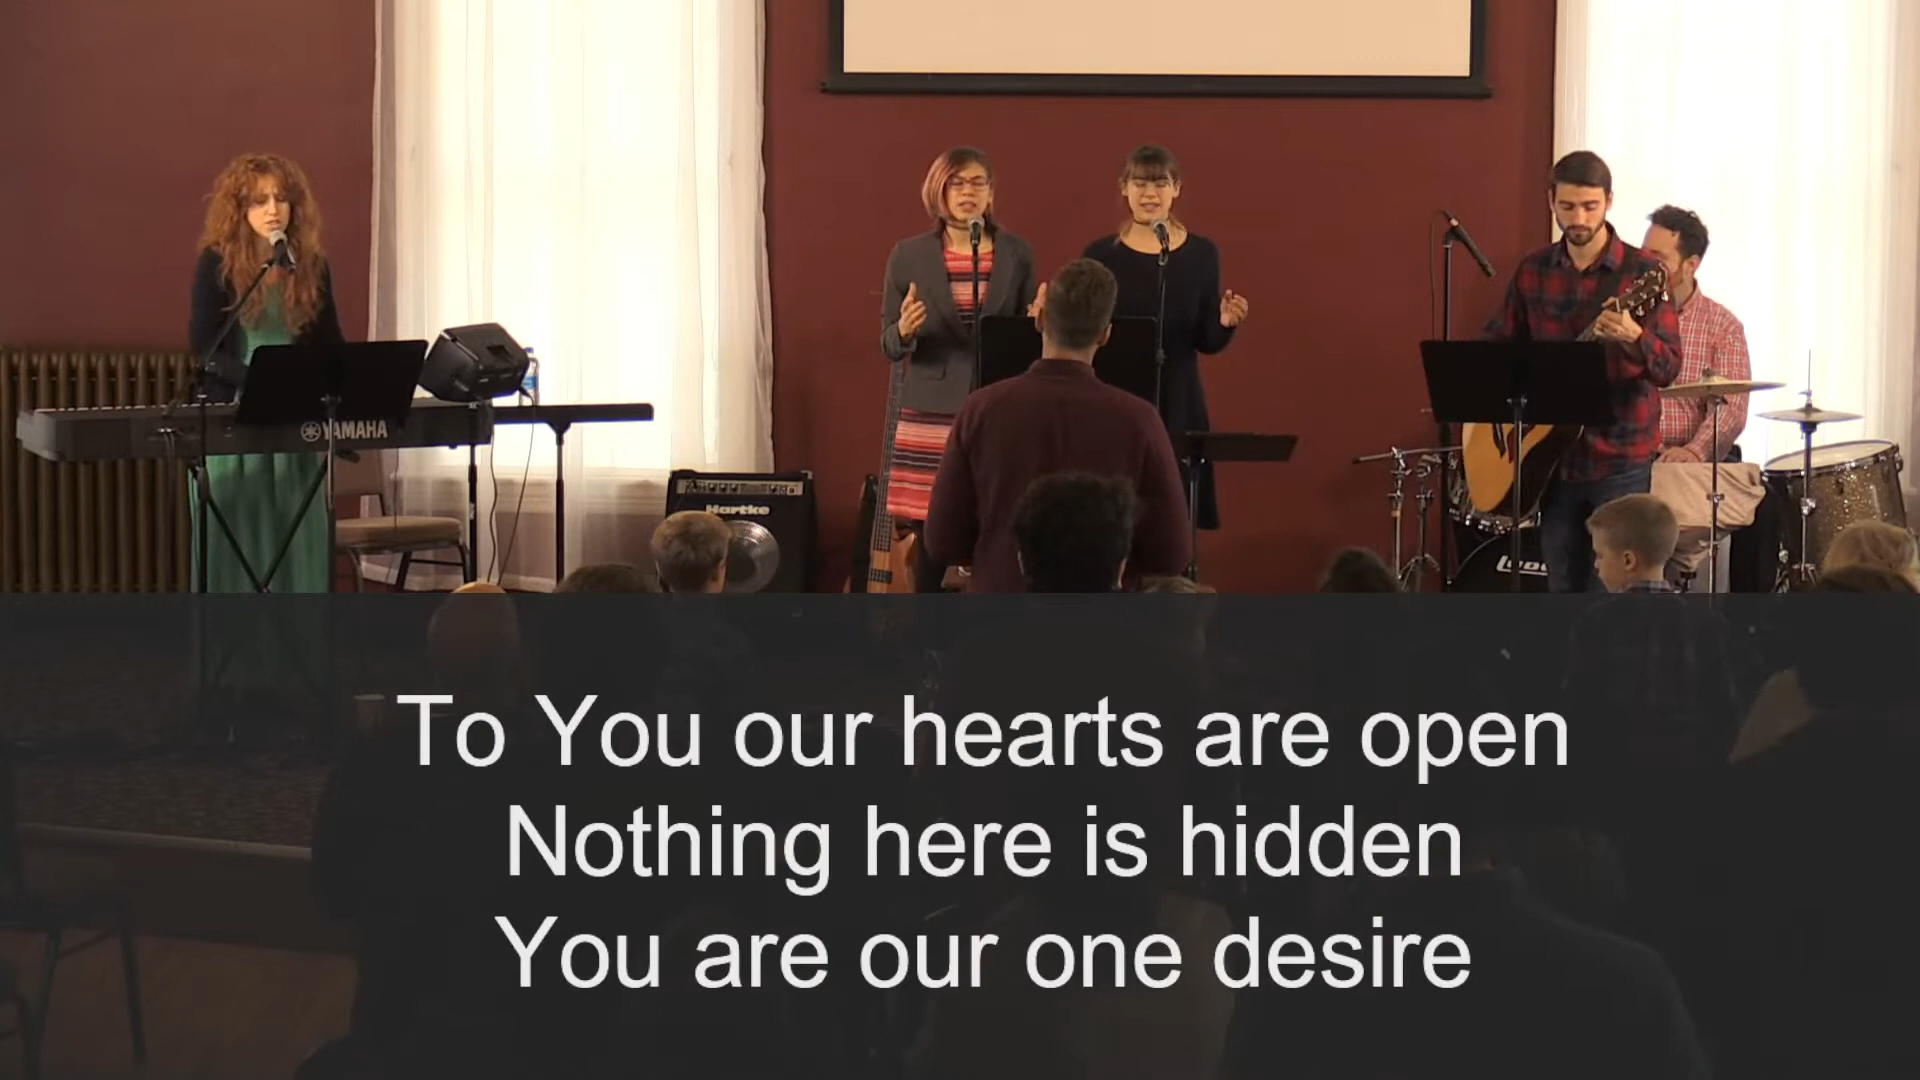 YAMAHA
Hartke
To You our hearts are open
Nothing here is hidden
You are our one desire